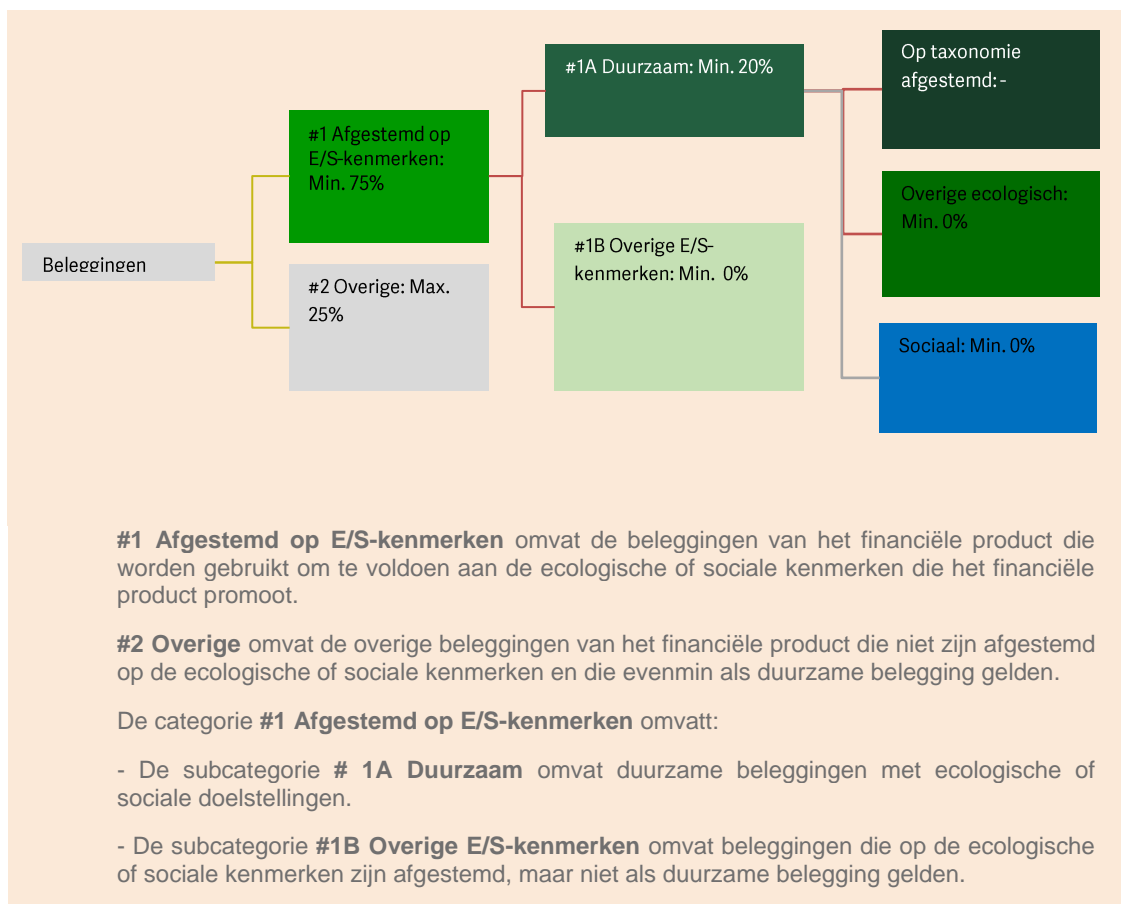 #1A Duurzaam: Min. 20%
Op taxonomie
afgestemd: -
#1 Afgestemd op
E/S-kenmerken:
Min. 75%
Overige ecologisch:
Min. 0%
#1B Overige E/S-
kenmerken: Min. 0%
Beleggingen
#2 Overige: Max.
25%
Sociaal: Min. 0%
#1 Afgestemd op E/S-kenmerken omvat de beleggingen van het financiële product die
worden gebruikt om te voldoen aan de ecologische of sociale kenmerken die het financiële
product promoot.
#2 Overige omvat de overige beleggingen van het financiële product die niet zijn afgestemd
op de ecologische of sociale kenmerken en die evenmin als duurzame belegging gelden.
De categorie #1 Afgestemd op E/S-kenmerken omvatt:
- De subcategorie # 1A Duurzaam omvat duurzame beleggingen met ecologische of
sociale doelstellingen.
- De subcategorie #1B Overige E/S-kenmerken omvat beleggingen die op de ecologische
of sociale kenmerken zijn afgestemd, maar niet als duurzame belegging gelden.